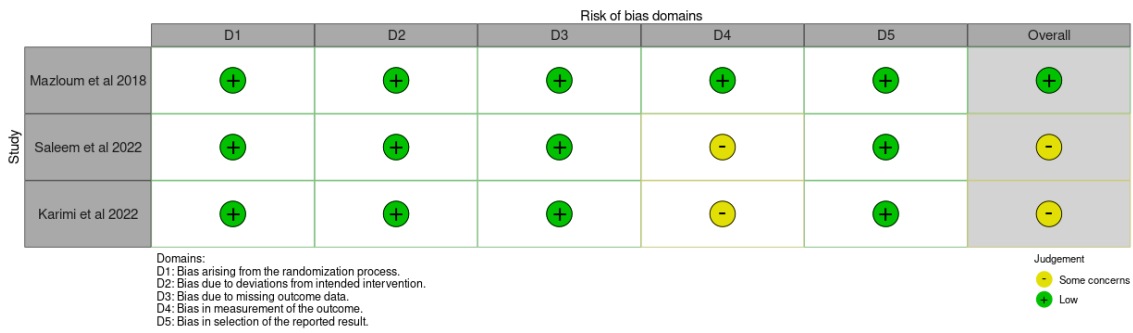 Risk of bias domains
D1 D2 D3 D4 D5 Overall
Study
Mazloum et al 2018 + + + + + +
Saleem et al 2022 + + + - + -
Karimi et al 2022 + + + - + -
Domains:
D1: Bias arising from the randomization process.
D2: Bias due to deviations from intended intervention.
D3: Bias due to missing outcome data.
D4: Bias in measurement of the outcome.
D5: Bias in selection of the reported result.
Judgement
- Some concerns
+ Low